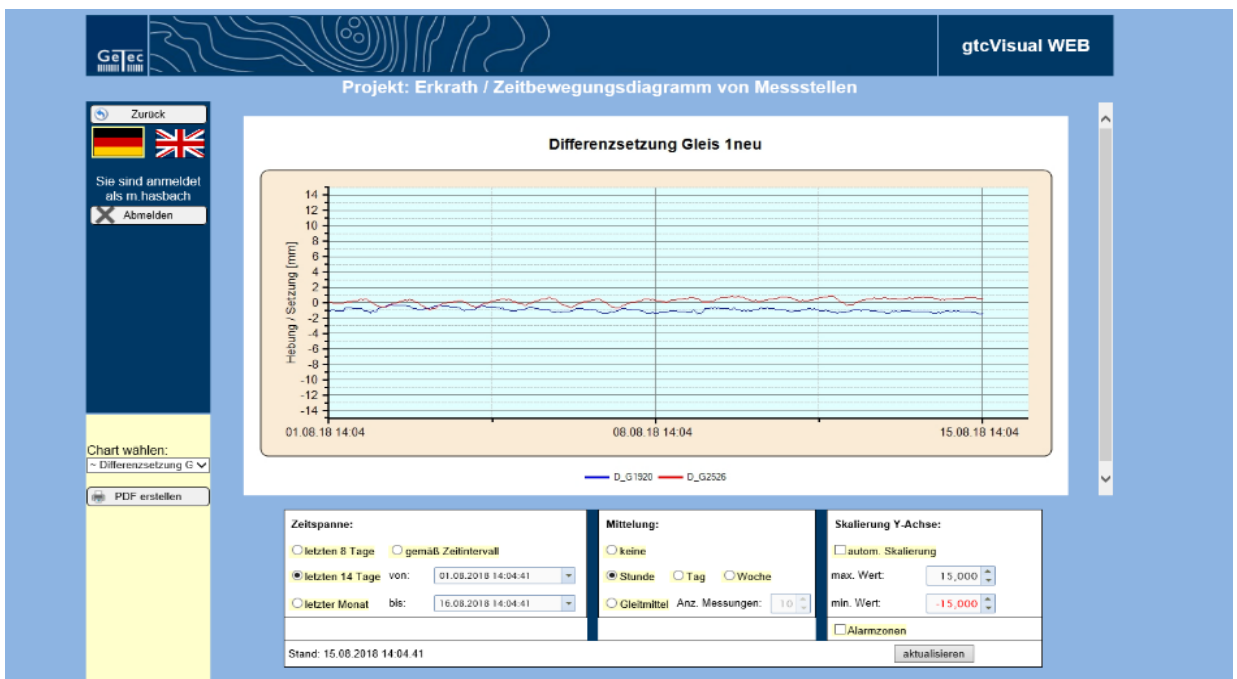 GeTec
gtcVisual WEB
Projekt: Erkrath / Zeitbewegungsdiagramm von Messstellen
Zurück
Sie sind anmeldet
als m.hasbach
Abmelden
Chart wählen:
~ Differenzsetzung G
PDF erstellen
Differenzsetzung Gleis 1neu
Hebung / Setzung [mm]
14
12
10
8
6
4
2
0
-2
-4
-6
-8
-10
-12
-14
01.08.18 14:04 08.08.18 14:04 15.08.18 14:04
D_G1920 D_G2526
Zeitspanne: Mittelung: Skalierung Y-Achse:
letzten 8 Tage gemäß Zeitintervall keine autom. Skalierung
letzten 14 Tage von: 01.08.2018 14:04:41 Stunde Tag Woche max. Wert: 15,000
letzter Monat bis: 16.08.2018 14:04:41 Gleitmittel Anz. Messungen: 10 min. Wert: -15,000
Alarmzonen
Stand: 15.08.2018 14:04:41 aktualisieren